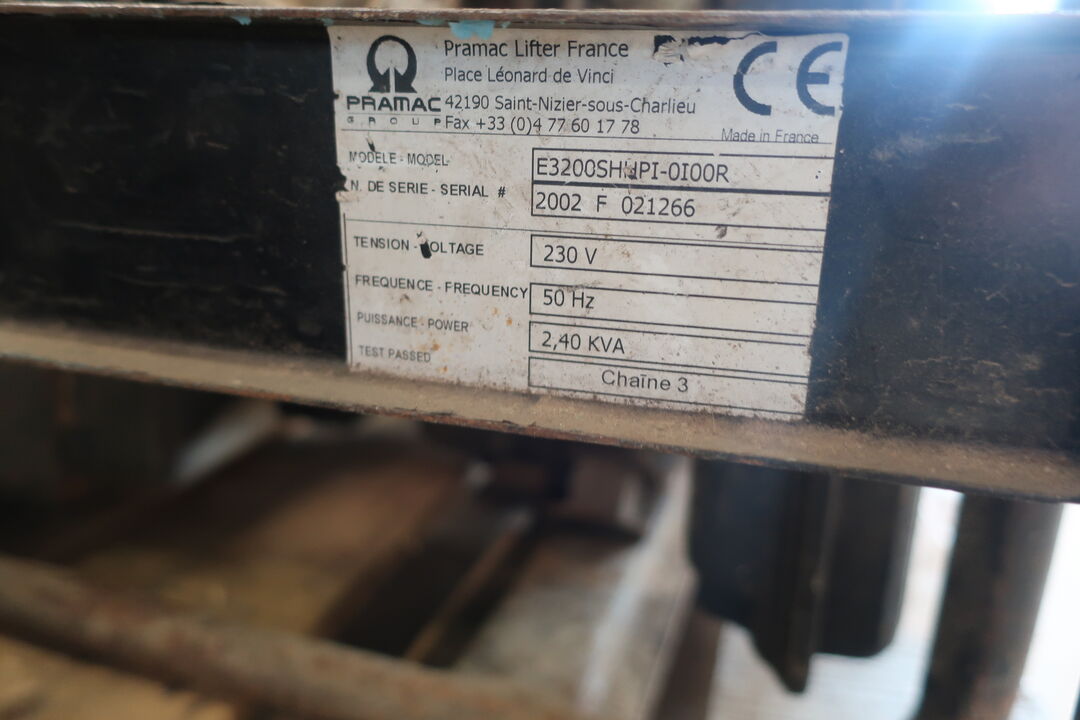 Pramac Lifter France
Place Léonard de Vinci
42190 Saint-Nizier-sous-Charlieu
Fax +33 (0)4 77 60 17 78
PRAMAC
GROUP
CE
Made in France
MODELE - MODEL
N. DE SERIE - SERIAL # 2002 F 021266
TENSION - VOLTAGE 230 V
FREQUENCE - FREQUENCY 50 Hz
PUISSANCE - POWER 2,40 KVA
TEST PASSED Chaîne 3